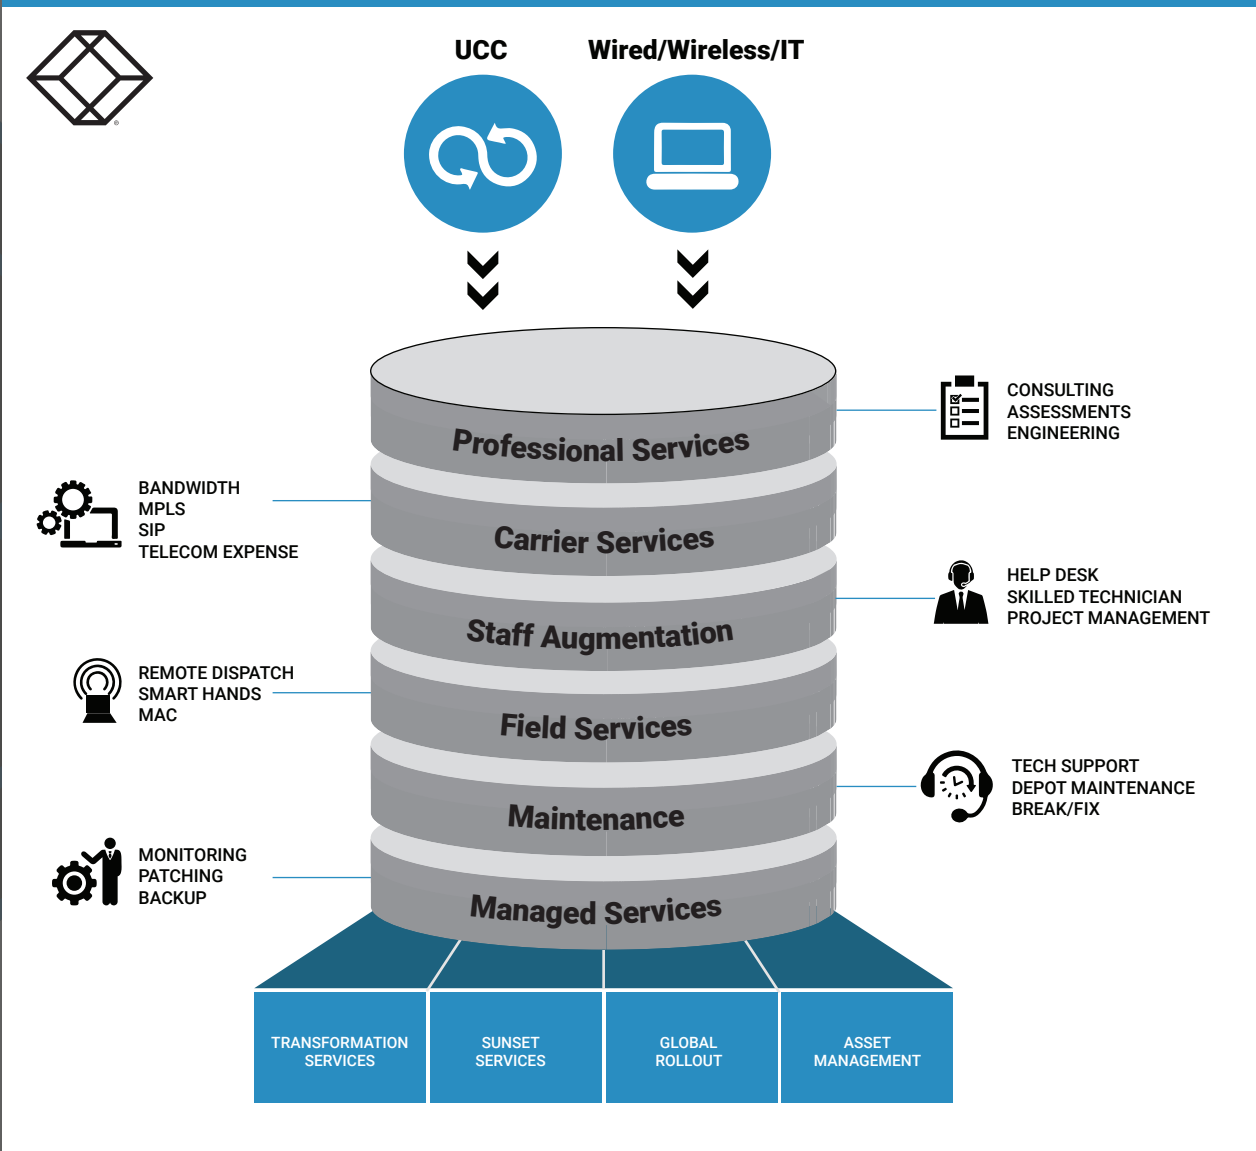 UCC
Wired/Wireless/IT
Professional Services
CONSULTING
ASSESSMENTS
ENGINEERING
BANDWIDTH
MPLS
SIP
TELECOM EXPENSE
Carrier Services
HELP DESK
SKILLED TECHNICIAN
PROJECT MANAGEMENT
Staff Augmentation
REMOTE DISPATCH
SMART HANDS
MAC
Field Services
TECH SUPPORT
DEPOT MAINTENANCE
BREAK/FIX
Maintenance
MONITORING
PATCHING
BACKUP
Managed Services
TRANSFORMATION
SERVICES
SUNSET
SERVICES
GLOBAL
ROLLOUT
ASSET
MANAGEMENT